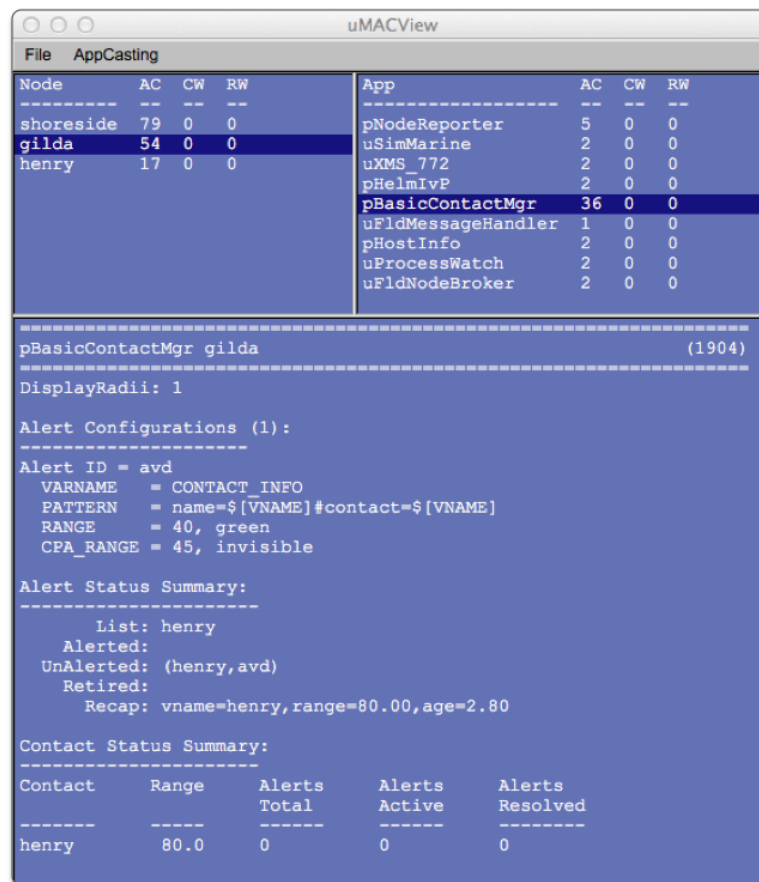 uMACView
File AppCasting
Node AC CW RW
--------- -- -- --
shoreside 79 0 0
gilda 54 0 0
henry 17 0 0
App AC CW RW
------------------ -- -- --
pNodeReporter 5 0 0
uSimMarine 2 0 0
uXMS_772 2 0 0
pHelmIvP 2 0 0
pBasicContactMgr 36 0 0
uFldMessageHandler 1 0 0
pHostInfo 2 0 0
uProcessWatch 2 0 0
uFldNodeBroker 2 0 0
===================================================================
pBasicContactMgr gilda (1904)
===================================================================
DisplayRadii: 1
Alert Configurations (1):
---------------------
Alert ID = avd
VARNAME = CONTACT_INFO
PATTERN = name=$[VNAME]#contact=$[VNAME]
RANGE = 40, green
CPA_RANGE = 45, invisible
Alert Status Summary:
----------------------
List: henry
Alerted:
UnAlerted: (henry,avd)
Retired:
Recap: vname=henry,range=80.00,age=2.80
Contact Status Summary:
----------------------
Contact Range Alerts Alerts Alerts
Total Active Resolved
------- ----- ------ ------ --------
henry 80.0 0 0 0